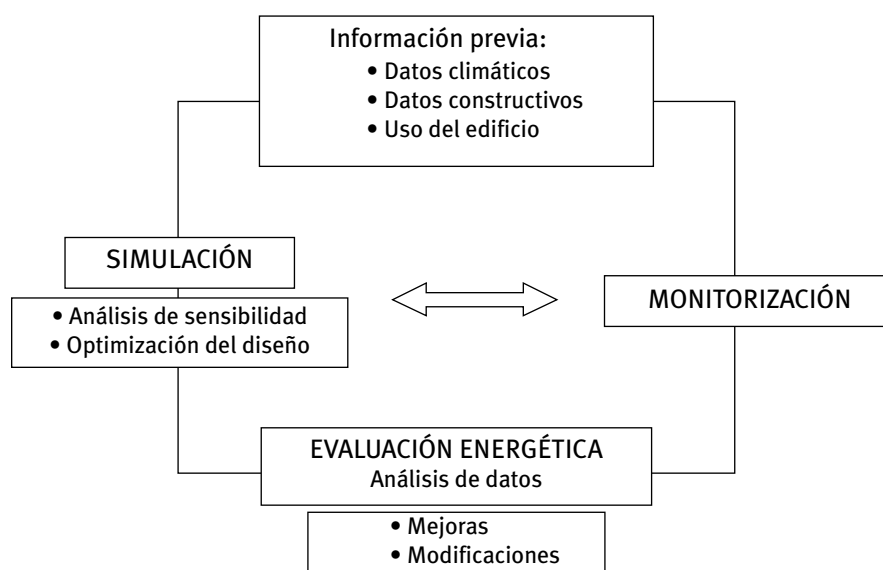 Información previa:
• Datos climáticos
• Datos constructivos
• Uso del edificio
SIMULACIÓN
• Análisis de sensibilidad
• Optimización del diseño
MONITORIZACIÓN
EVALUACIÓN ENERGÉTICA
Análisis de datos
• Mejoras
• Modificaciones